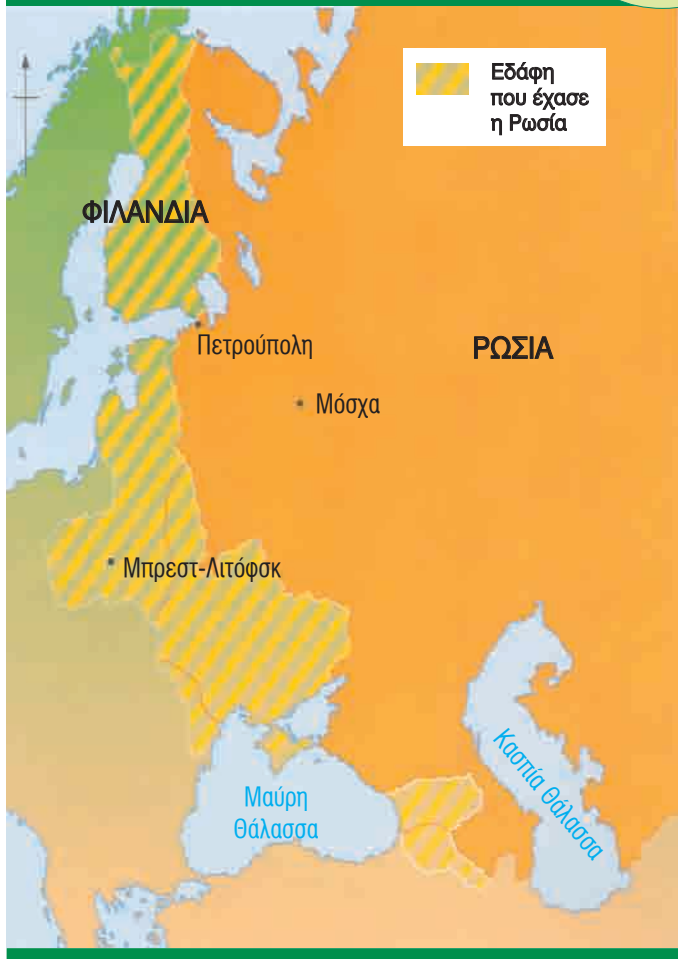 Εδάφη
που έχασε
η Ρωσία
ΦΙΛΑΝΔΙΑ
Πετρούπολη
ΡΩΣΙΑ
Μόσχα
Μπρεστ-Λιτόφσκ
Κασπία Θάλασσα
Μαύρη
Θάλασσα